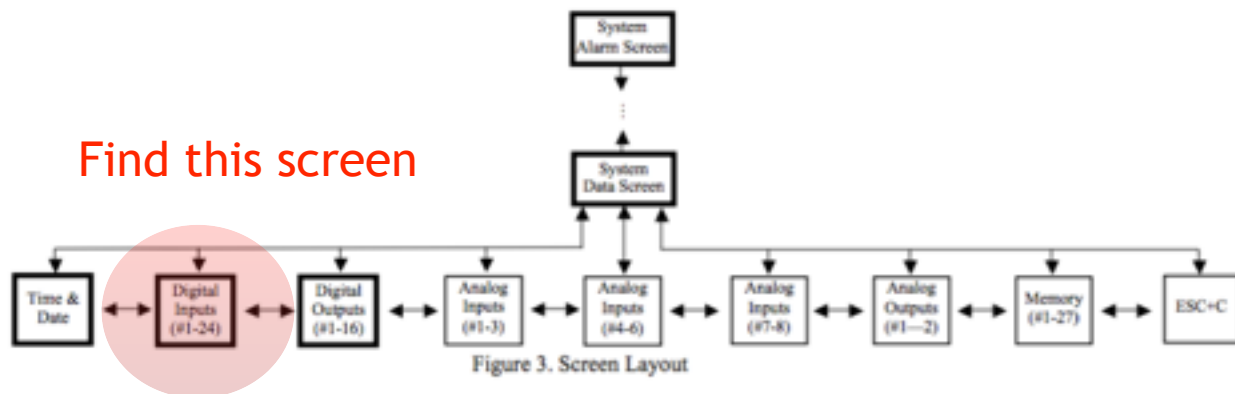 System
Alarm Screen
Find this screen
System
Data Screen
Time &
Date
Digital
Inputs
(#1-24)
Digital
Outputs
(#1-16)
Analog
Inputs
(#1-3)
Analog
Inputs
(#4-6)
Analog
Inputs
(#7-8)
Analog
Outputs
(#1—2)
Memory
(#1-27)
ESC+C
Figure 3. Screen Layout